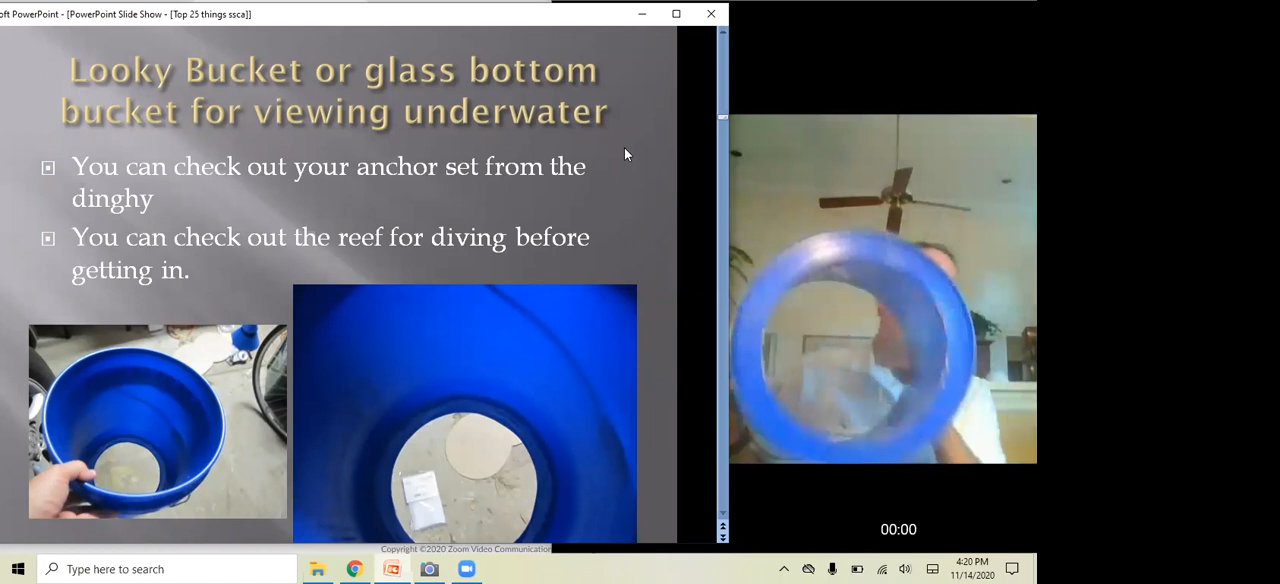 oft PowerPoint - [PowerPoint Slide Show - [Top 25 things ssca]]
Looky Bucket or glass bottom
bucket for viewing underwater
You can check out your anchor set from the
dinghy
You can check out the reef for diving before
getting in.
00:00
Copyright ©2020 Zoom Video Communication
Type here to search
4:20 PM
11/14/2020